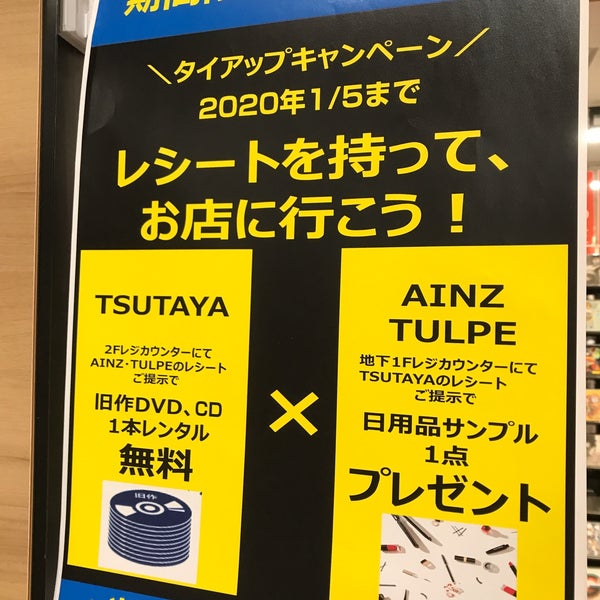 ＼タイアップキャンペーン／
2020年1/5まで
レシートを持って、
お店に行こう！
TSUTAYA
2Fレジカウンターにて
AINZ・TULPEのレシート
ご提示で
旧作DVD、CD
1本レンタル
無料
旧作
×
AINZ
TULPE
地下1Fレジカウンターにて
TSUTAYAのレシート
ご提示で
日用品サンプル
1点
プレゼント